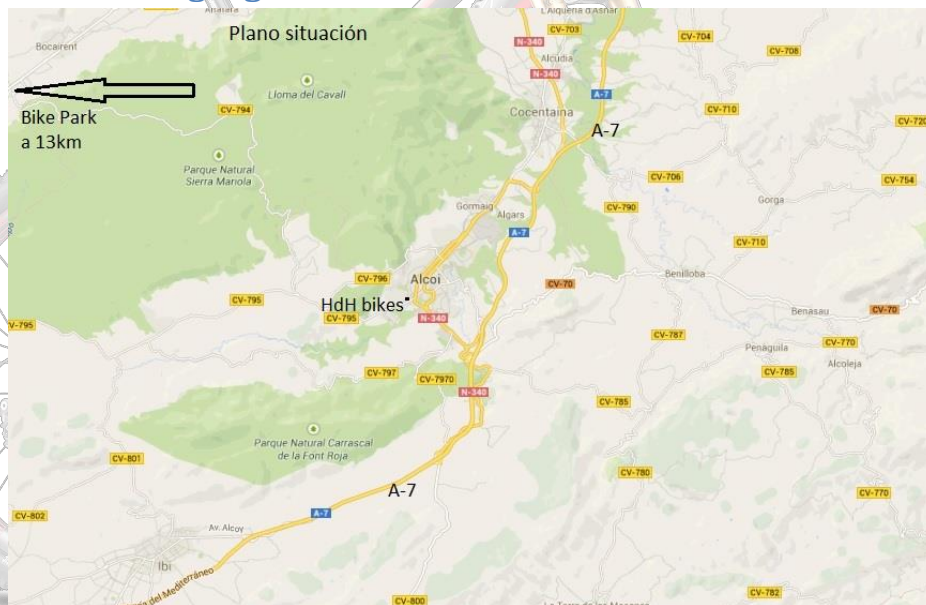 Plano situación
L'Alqueria d'Asnar
CV-703
CV-704
N-340
CV-708
Bocairent
Alcúdia
N-340
Lloma del Cavall
A-7
Bike Park
a 13km
CV-794
CV-710
Cocentaina
CV-720
A-7
Parque Natural
Sierra Mariola
CV-706
CV-754
Gormaig
Algars
CV-790
Gorga
A-7
CV-710
CV-796
Alcoi
Benilloba
CV-70
CV-795
HdH bikes
CV-795
N-340
CV-70
Benasau
CV-795
CV-787
Penàguila
CV-770
Alcoleja
CV-797
CV-7970
CV-785
N-340
CV-785
Parque Natural Carrascal
de la Font Roja
CV-801
CV-780
A-7
CV-770
CV-802
A-7
Av. Alcoy
Ibi
del Mediterráneo
CV-800
CV-782